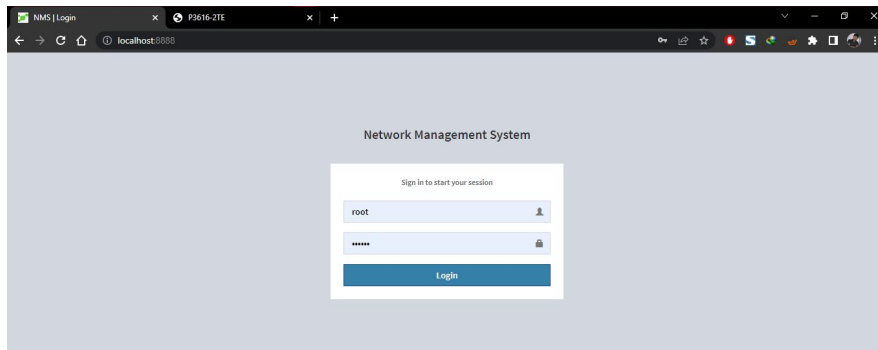 NMS | Login
P3616-2TE
localhost:8888
Network Management System
Sign in to start your session
root
••••••
Login